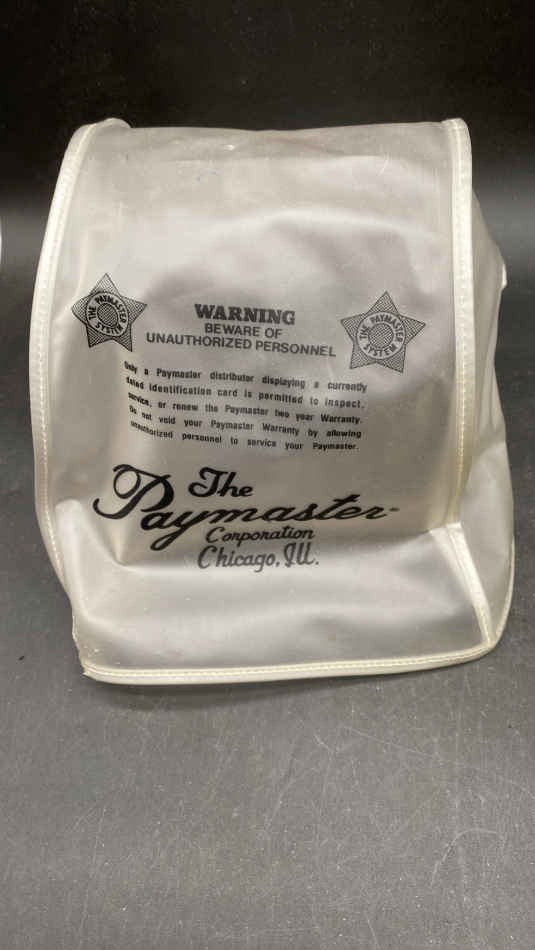 THE PAYMASTER SYSTEM
WARNING
BEWARE OF
UNAUTHORIZED PERSONNEL
THE PAYMASTER SYSTEM
Only a Paymaster distributor displaying a currently
dated identification card is permitted to inspect,
service, or renew the Paymaster two year Warranty.
Do not void your Paymaster Warranty by allowing
unauthorized personnel to service your Paymaster.
The
Paymaster
Corporation
Chicago, Ill.